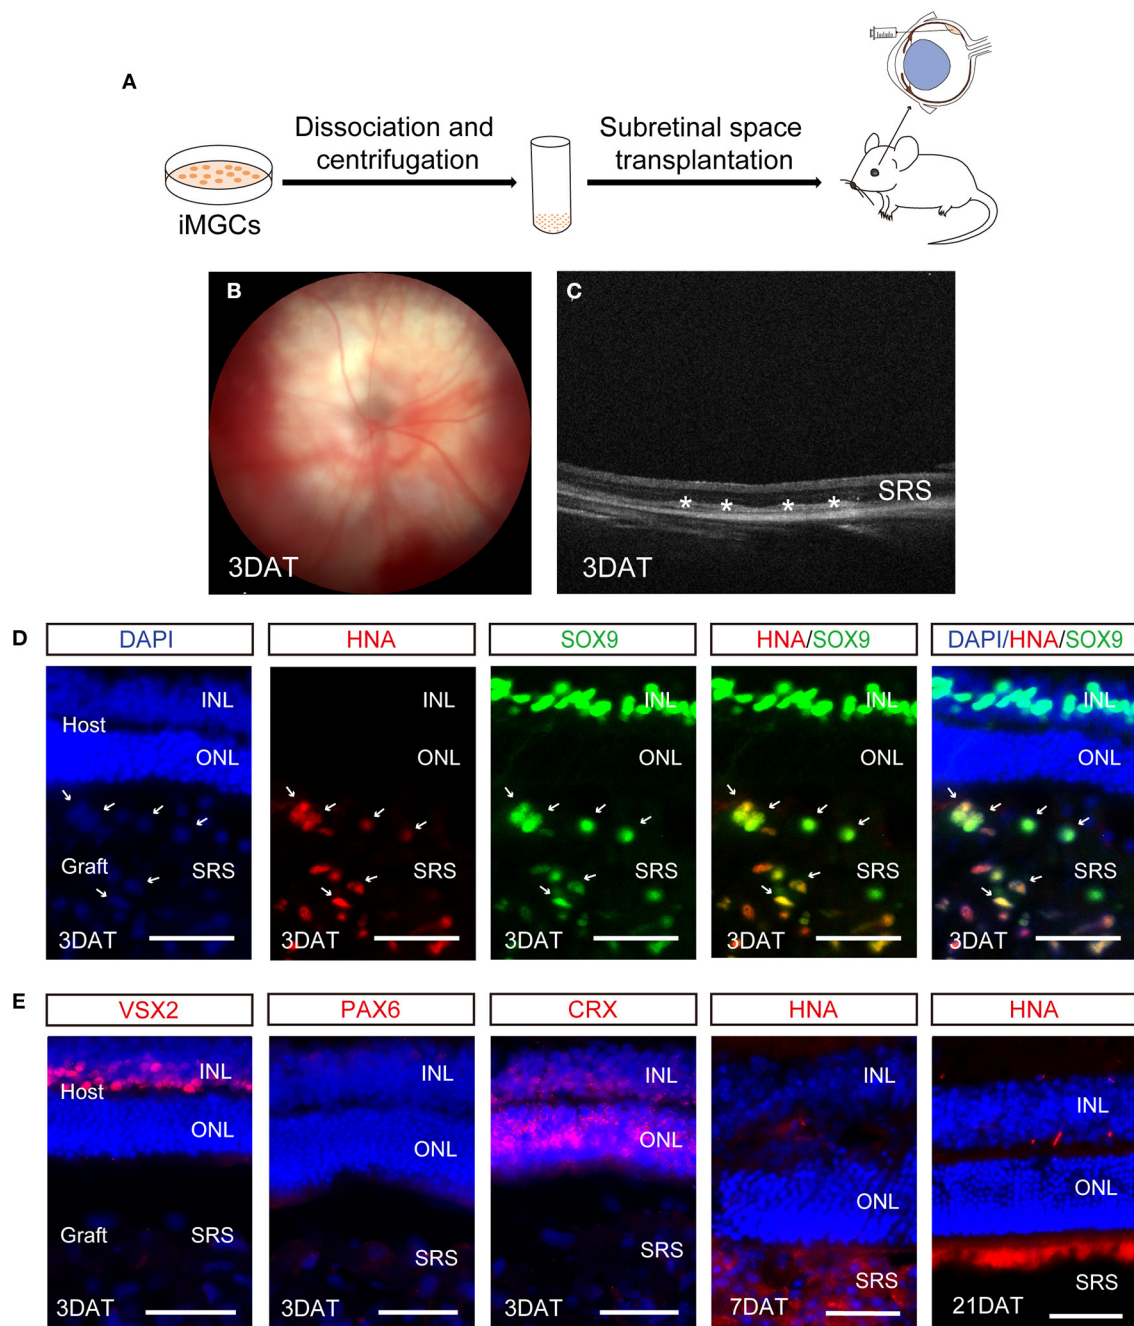 A
Dissociation and
centrifugation
Subretinal space
transplantation
iMGCs
B
3DAT
C
SRS
* * * *
3DAT
D
DAPI
HNA
SOX9
HNA/SOX9
DAPI/HNA/SOX9
INL
Host
ONL
Graft
SRS
3DAT
INL
ONL
SRS
3DAT
INL
ONL
SRS
3DAT
INL
ONL
SRS
3DAT
INL
ONL
SRS
3DAT
E
VSX2
PAX6
CRX
HNA
HNA
INL
Host
ONL
Graft
SRS
3DAT
INL
ONL
SRS
3DAT
INL
ONL
SRS
3DAT
INL
ONL
SRS
7DAT
INL
ONL
SRS
21DAT